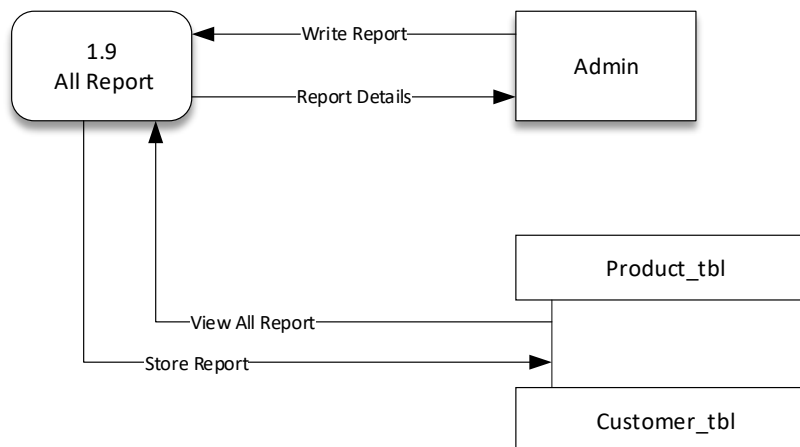 1.9
All Report
Write Report
Admin
Report Details
Product_tbl
View All Report
Store Report
Customer_tbl